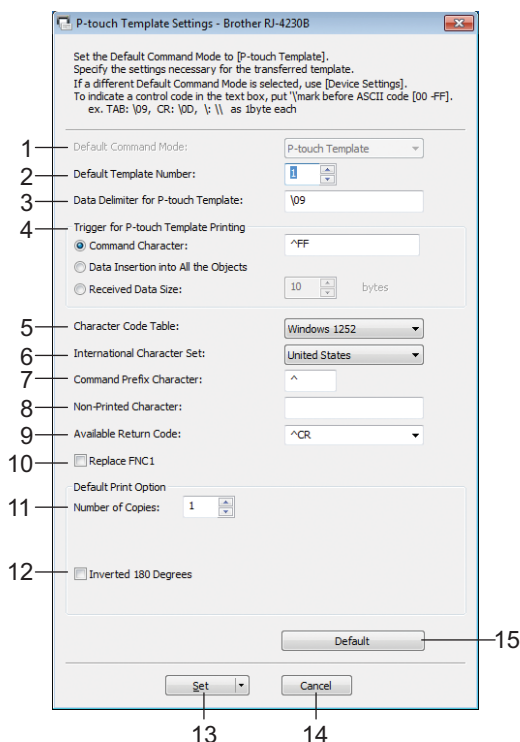 P-touch Template Settings - Brother RJ-4230B
Set the Default Command Mode to [P-touch Template].
Specify the settings necessary for the transferred template.
If a different Default Command Mode is selected, use [Device Settings].
To indicate a control code in the text box, put '\'mark before ASCII code [00 -FF].
ex. TAB: \09, CR: \0D, \: \\ as 1byte each
1 Default Command Mode: P-touch Template
2 Default Template Number: 1
3 Data Delimiter for P-touch Template: \09
4 Trigger for P-touch Template Printing
Command Character: ^FF
Data Insertion into All the Objects
Received Data Size: 10 bytes
5 Character Code Table: Windows 1252
6 International Character Set: United States
7 Command Prefix Character: ^
8 Non-Printed Character:
9 Available Return Code: ^CR
10 Replace FNC1
Default Print Option
11 Number of Copies: 1
12 Inverted 180 Degrees
Default 15
Set Cancel
13 14